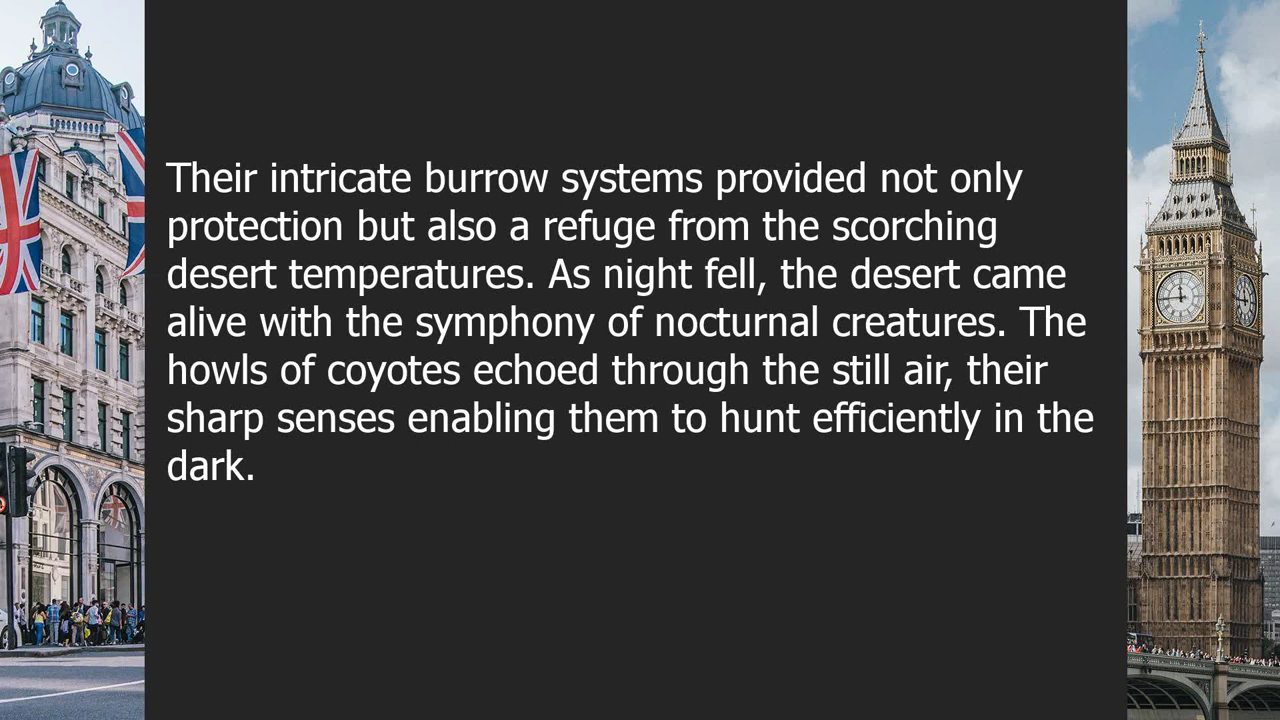 Their intricate burrow systems provided not only
protection but also a refuge from the scorching
desert temperatures. As night fell, the desert came
alive with the symphony of nocturnal creatures. The
howls of coyotes echoed through the still air, their
sharp senses enabling them to hunt efficiently in the
dark.